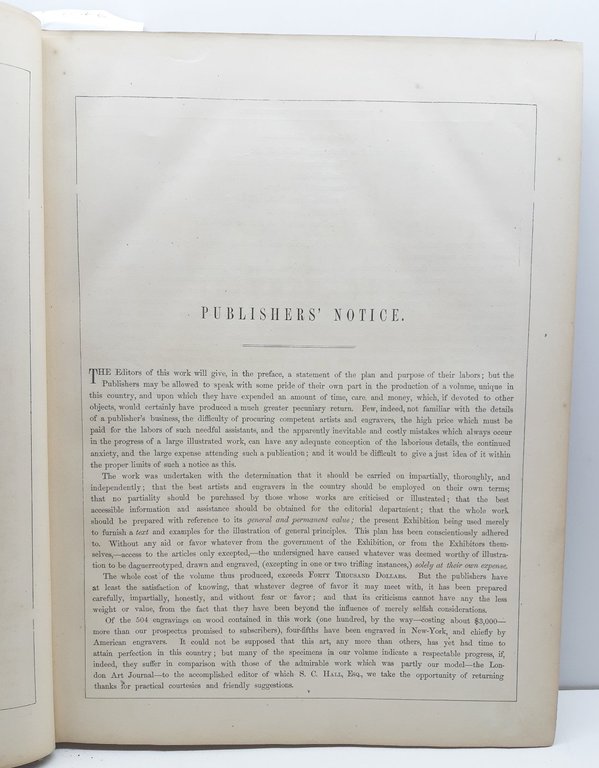 PUBLISHERS' NOTICE.
THE Editors of this work will give, in the preface, a statement of the plan and purpose of their labors; but the
Publishers may be allowed to speak with some pride of their own part in the production of a volume, unique in
this country, and upon which they have expended an amount of time, care and money, which, if devoted to other
objects, would certainly have produced a much greater pecuniary return. Few, indeed, not familiar with the details
of a publisher's business, the difficulty of procuring competent artists and engravers, the high price which must be
paid for the labors of such needful assistants, and the apparently inevitable and costly mistakes which always occur
in the progress of a large illustrated work, can have any adequate conception of the laborious details, the continued
anxiety, and the large expense attending such a publication; and it would be difficult to give a just idea of it within
the proper limits of such a notice as this.
The work was undertaken with the determination that it should be carried on impartially, thoroughly, and
independently; that the best artists and engravers in the country should be employed on their own terms;
that no partiality should be purchased by those whose works are criticised or illustrated; that the best
accessible information and assistance should be obtained for the editorial department; that the whole work
should be prepared with reference to its general and permanent value; the present Exhibition being used merely
to furnish a text and examples for the illustration of general principles. This plan has been conscientiously adhered
to. Without any aid or favor whatever from the government of the Exhibition, or from the Exhibitors them-
selves,—access to the articles only excepted,—the undersigned have caused whatever was deemed worthy of illustra-
tion to be daguerreotyped, drawn and engraved, (excepting in one or two trifling instances,) solely at their own expense.
The whole cost of the volume thus produced, exceeds FORTY THOUSAND DOLLARS. But the publishers have
at least the satisfaction of knowing, that whatever degree of favor it may meet with, it has been prepared
carefully, impartially, honestly, and without fear or favor; and that its criticisms cannot have any the less
weight or value, from the fact that they have been beyond the influence of merely selfish considerations.
Of the 504 engravings on wood contained in this work (one hundred, by the way—costing about $3,000—
more than our prospectus promised to subscribers), four-fifths have been engraved in New-York, and chiefly by
American engravers. It could not be supposed that this art, any more than others, has yet had time to
attain perfection in this country; but many of the specimens in our volume indicate a respectable progress, if,
indeed, they suffer in comparison with those of the admirable work which was partly our model—the Lon-
don Art Journal—to the accomplished editor of which S. C. HALL, ESQ., we take the opportunity of returning
thanks for practical courtesies and friendly suggestions.